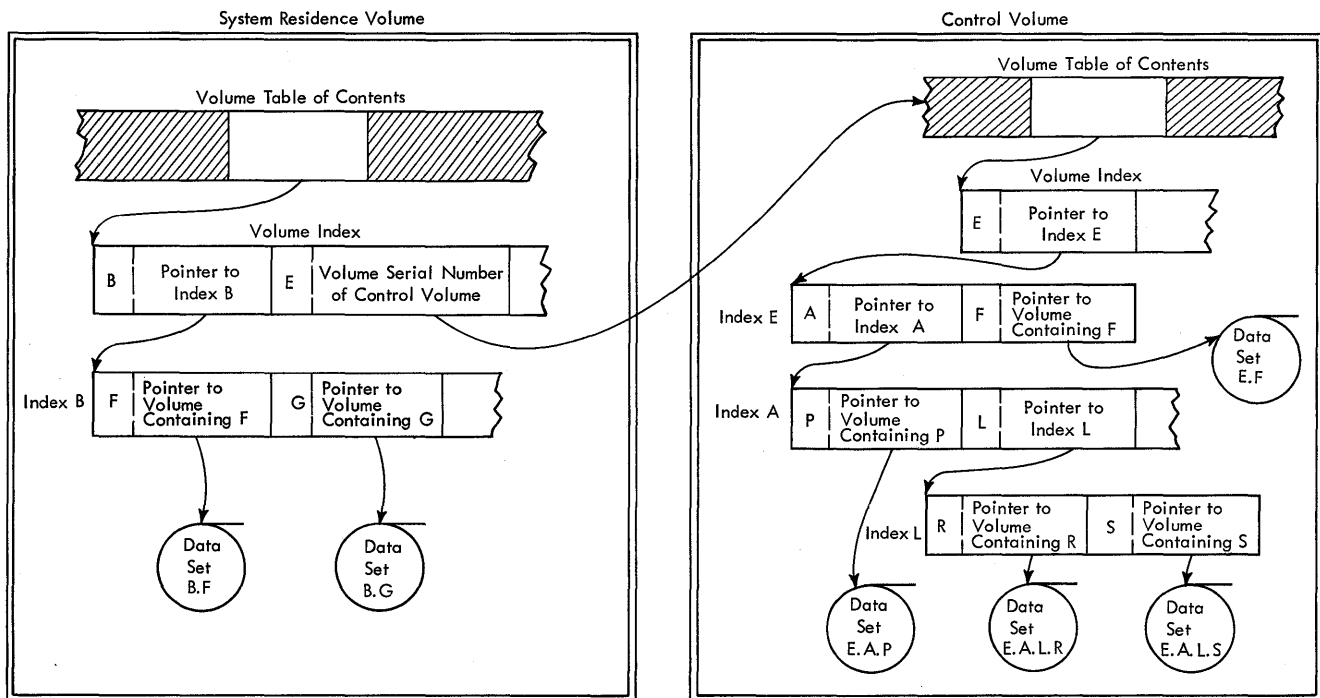 System Residence Volume
Volume Table of Contents
Volume Index
B
Pointer to
Index B
E
Volume Serial Number
of Control Volume
Index B
F
Pointer to
Volume
Containing F
G
Pointer to
Volume
Containing G
Data
Set
B.F
Data
Set
B.G
Control Volume
Volume Table of Contents
Volume Index
E
Pointer to
Index E
Index E
A
Pointer to
Index A
F
Pointer to
Volume
Containing F
Data
Set
E.F
Index A
P
Pointer to
Volume
Containing P
L
Pointer to
Index L
Index L
R
Pointer to
Volume
Containing R
S
Pointer to
Volume
Containing S
Data
Set
E.A.P
Data
Set
E.A.L.R
Data
Set
E.A.L.S